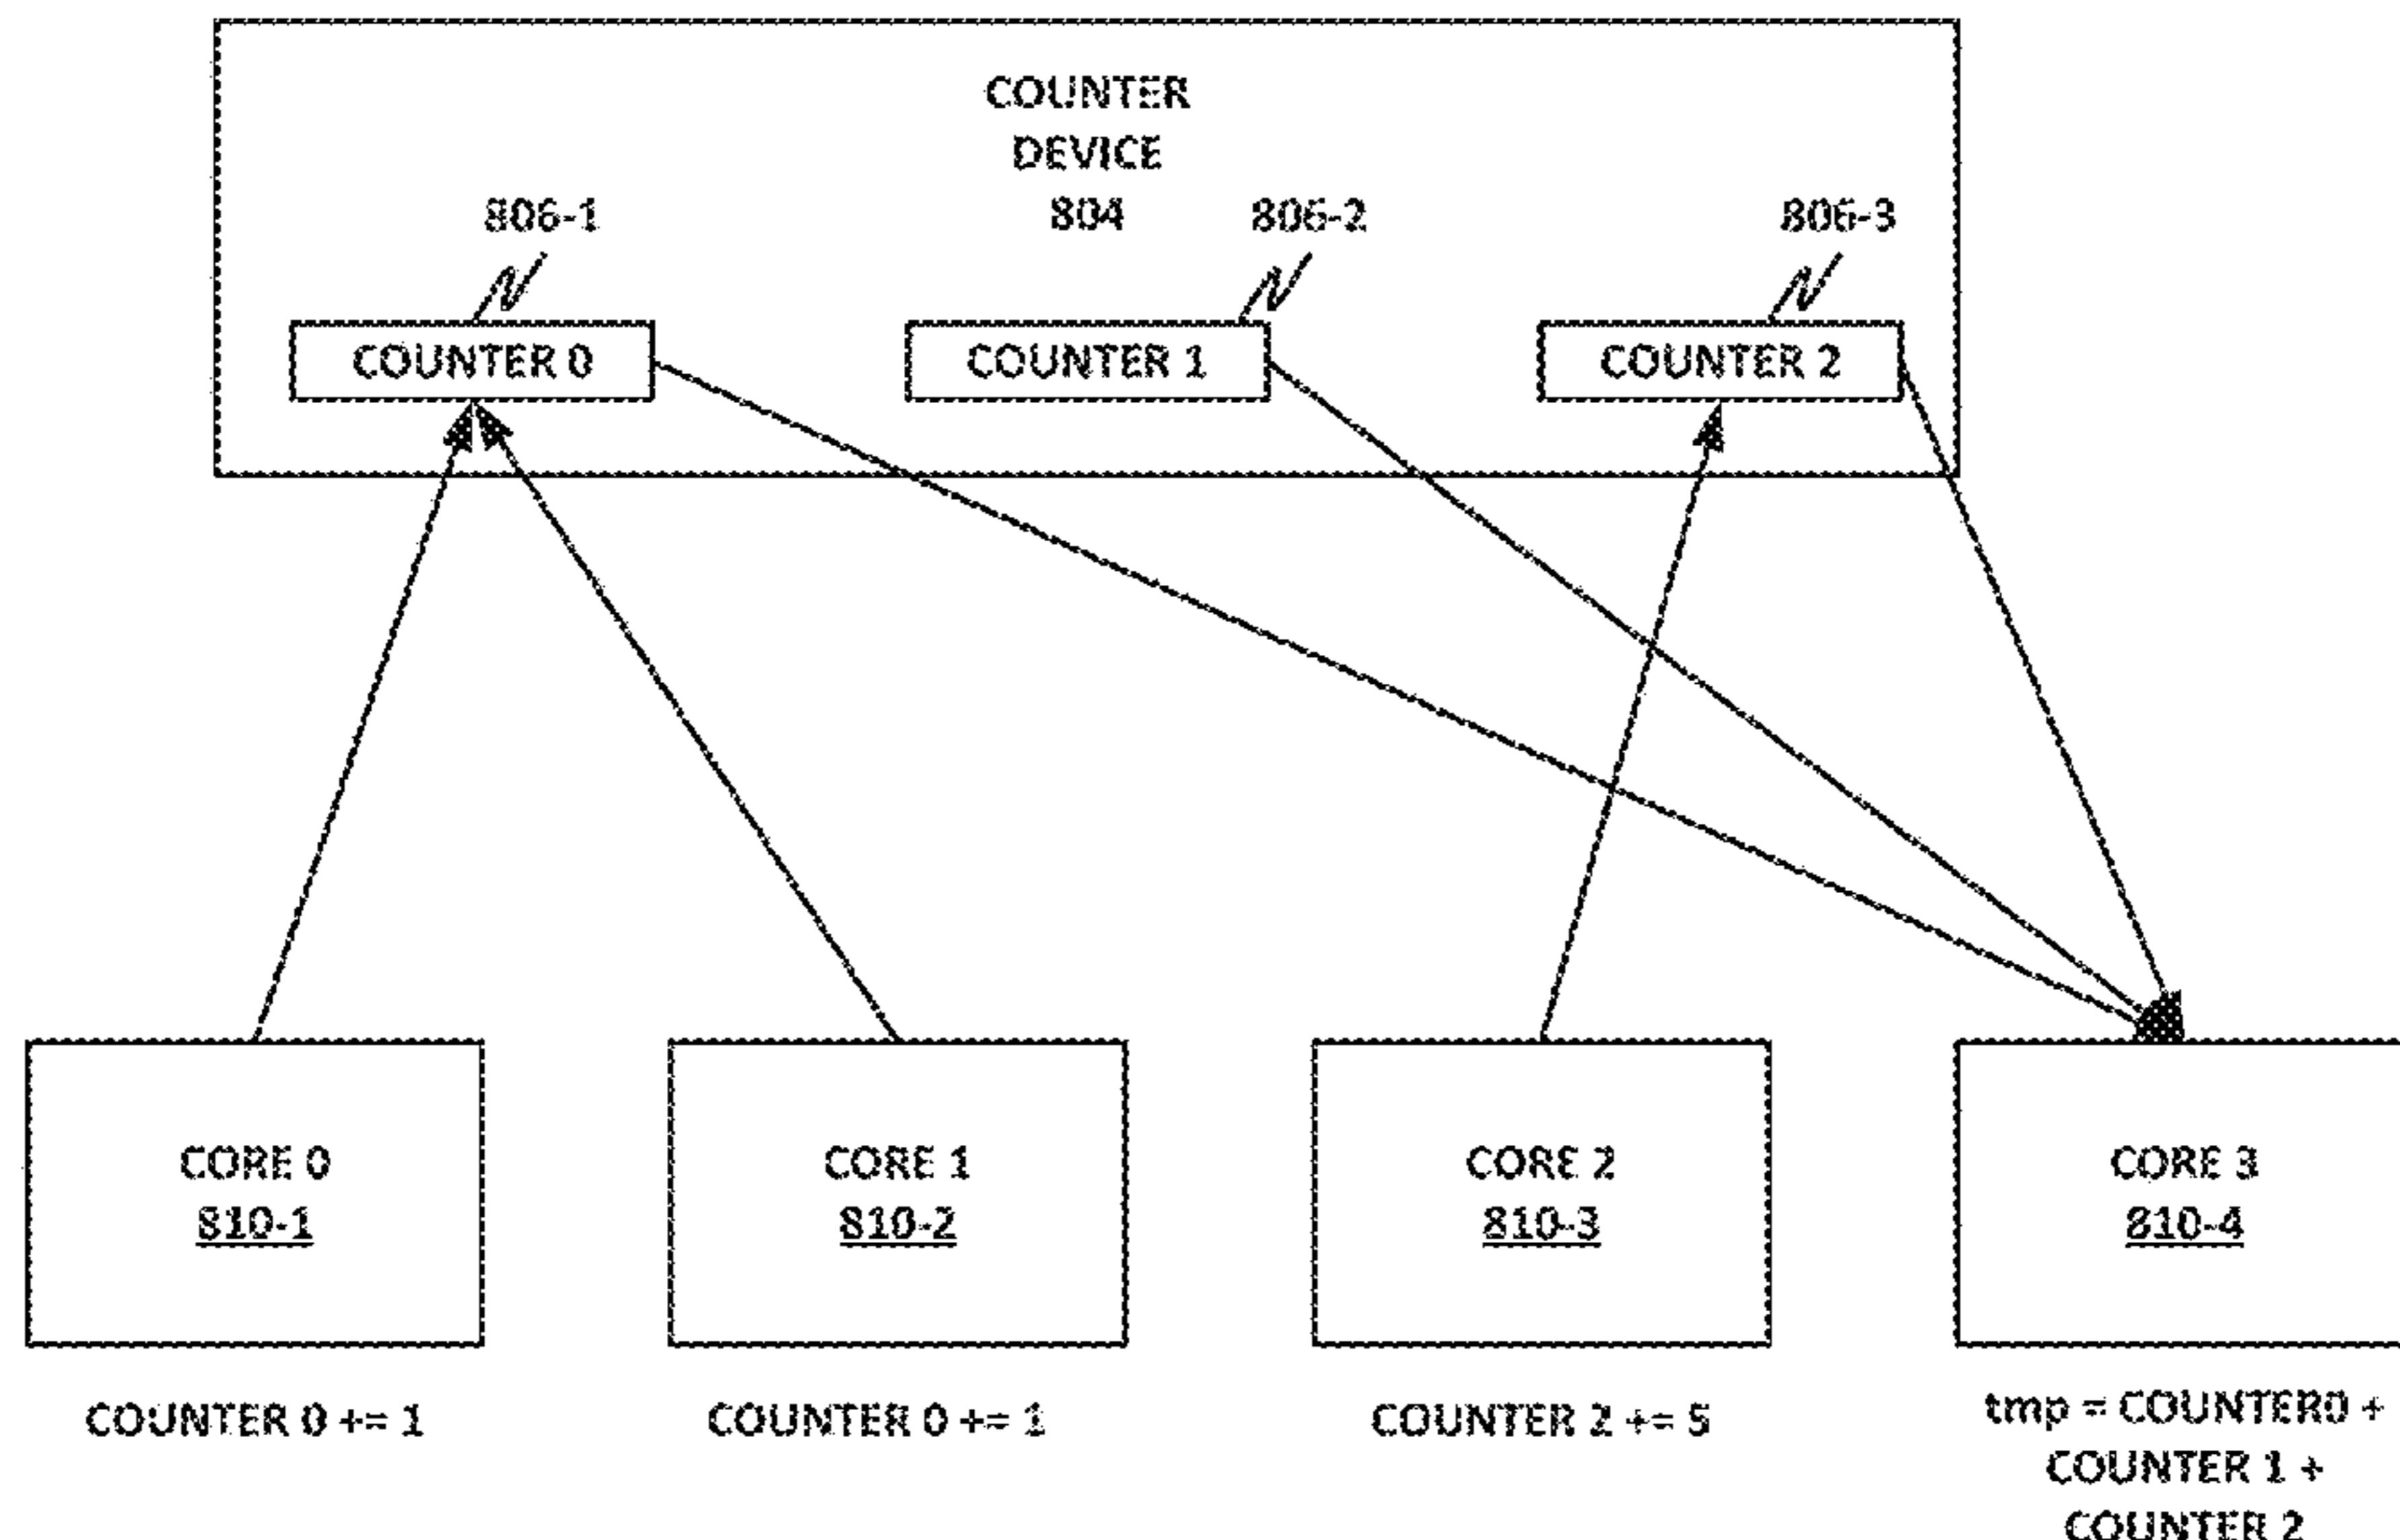 COUNTER
DEVICE
804
806-1
806-2
806-3
COUNTER 0
COUNTER 1
COUNTER 2
CORE 0
810-1
CORE 1
810-2
CORE 2
810-3
CORE 3
810-4
COUNTER 0 += 1
COUNTER 0 += 1
COUNTER 2 += 5
tmp = COUNTER0 +
COUNTER 1 +
COUNTER 2